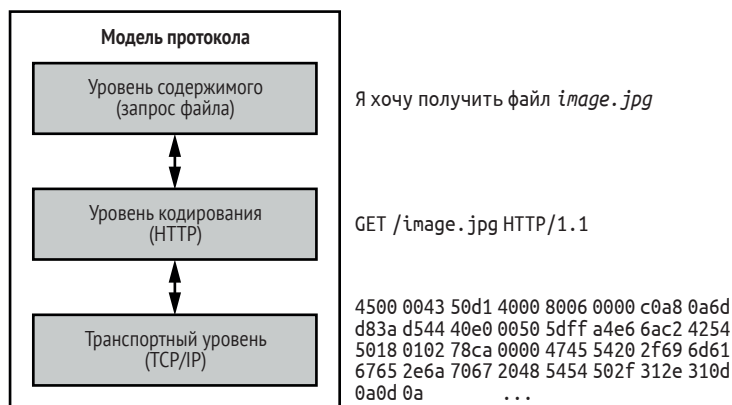 Модель протокола
Уровень содержимого
(запрос файла)
Я хочу получить файл image.jpg
Уровень кодирования
(HTTP)
GET /image.jpg HTTP/1.1
Транспортный уровень
(TCP/IP)
4500 0043 50d1 4000 8006 0000 c0a8 0a6d
d83a d544 40e0 0050 5dff a4e6 6ac2 4254
5018 0102 78ca 0000 4745 5420 2f69 6d61
6765 2e6a 7067 2048 5454 502f 312e 310d
0a0d 0a ...